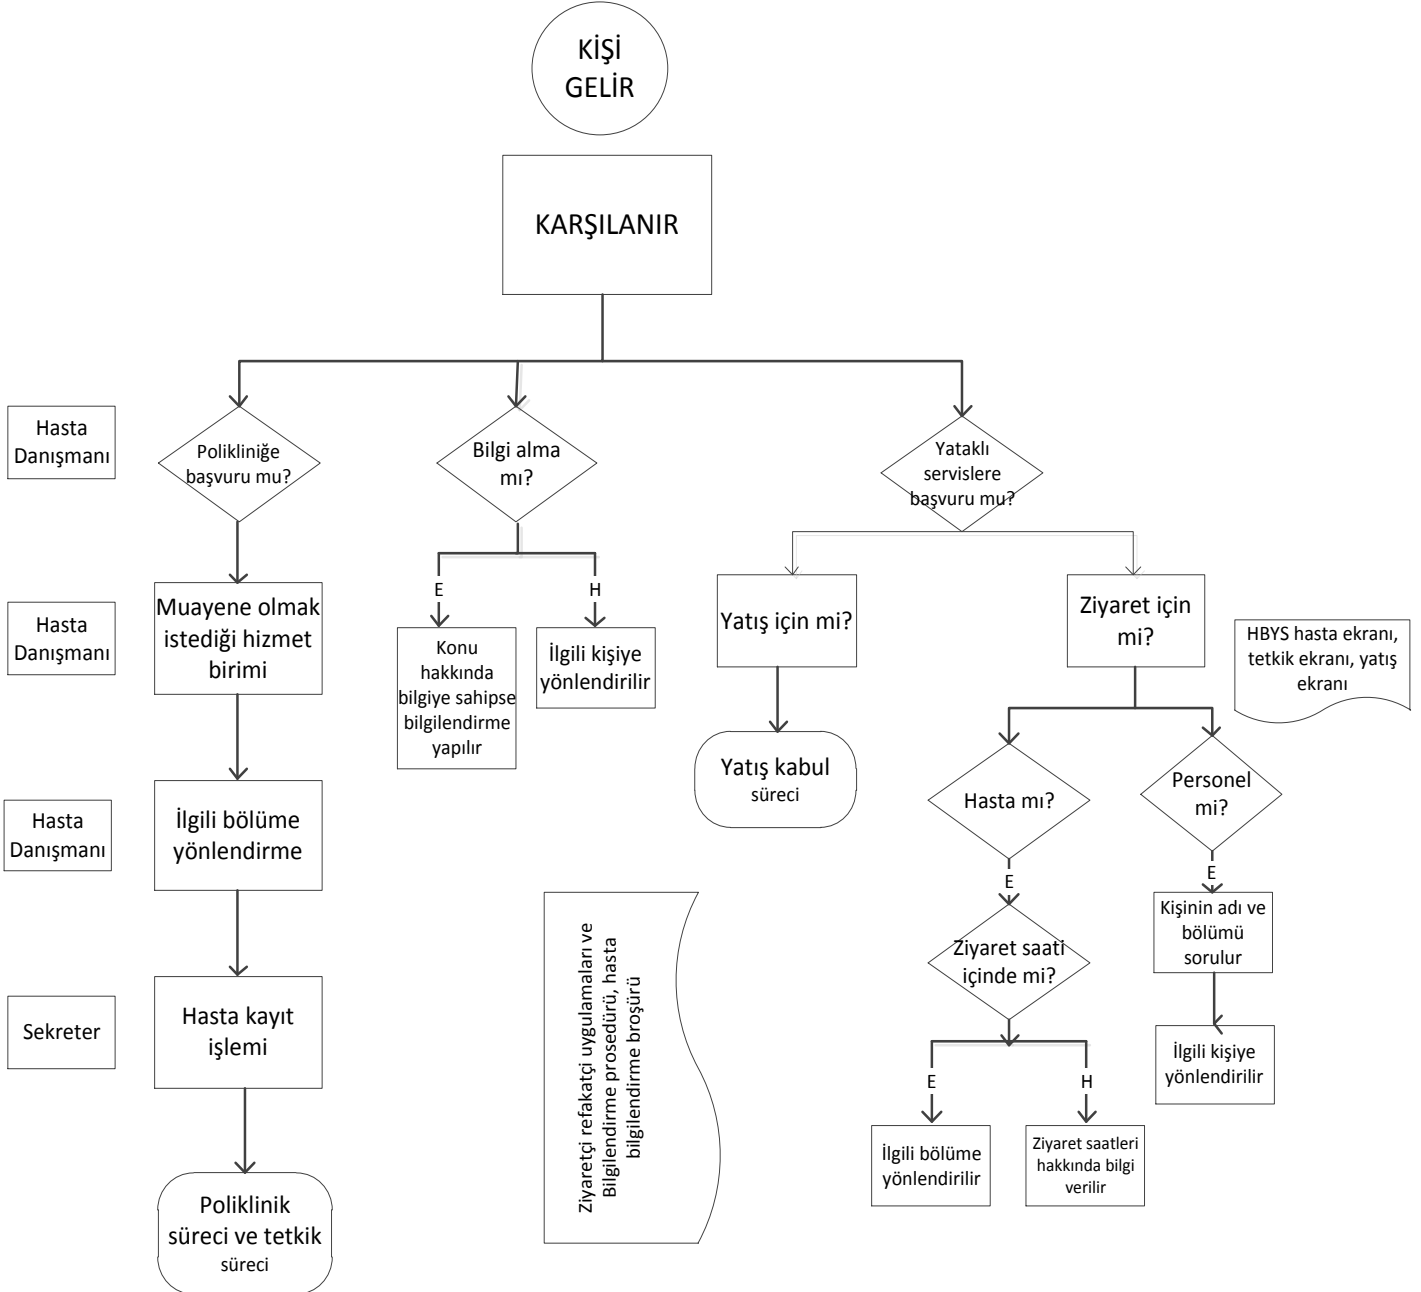 KİŞİ
GELİR
KARŞILANIR
Hasta
Danışmanı
Polikliniğe
başvuru mu?
Bilgi alma
mı?
Yataklı
servislere
başvuru mu?
E
H
Hasta
Danışmanı
Muayene olmak
istediği hizmet
birimi
Konu
hakkında
bilgiye sahipse
bilgilendirme
yapılır
İlgili kişiye
yönlendirilir
Yatış için mi?
Ziyaret için
mi?
HBYS hasta ekranı,
tetkik ekranı, yatış
ekranı
Hasta
Danışmanı
İlgili bölüme
yönlendirme
Yatış kabul
süreci
Hasta mı?
Personel
mi?
E
E
Ziyaretçi refakatçi uygulamaları ve
Bilgilendirme prosedürü, hasta
bilgilendirme broşürü
Ziyaret saati
içinde mi?
Kişinin adı ve
bölümü
sorulur
Sekreter
Hasta kayıt
işlemi
İlgili kişiye
yönlendirilir
E
H
İlgili bölüme
yönlendirilir
Ziyaret saatleri
hakkında bilgi
verilir
Poliklinik
süreci ve tetkik
süreci